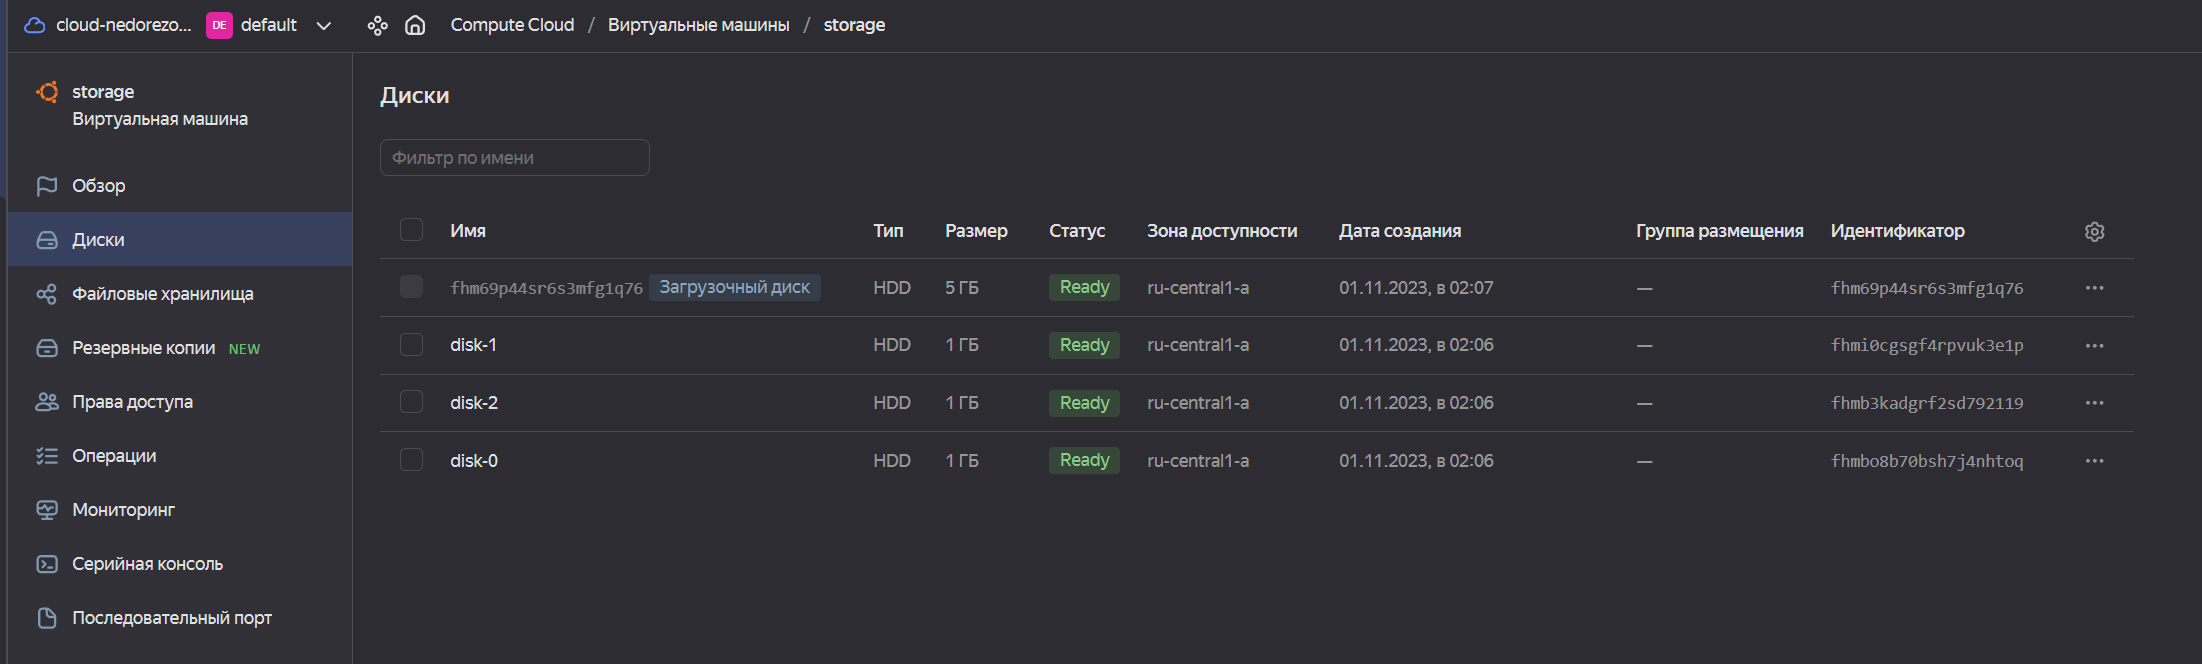 cloud-nedorezo... DE default Compute Cloud / Виртуальные машины / storage
storage
Виртуальная машина
Обзор
Диски
Файловые хранилища
Резервные копии NEW
Права доступа
Операции
Мониторинг
Серийная консоль
Последовательный порт
Диски
Фильтр по имени
Имя Тип Размер Статус Зона доступности Дата создания Группа размещения Идентификатор
fhm69p44sr6s3mfg1q76 Загрузочный диск HDD 5 ГБ Ready ru-central1-a 01.11.2023, в 02:07 — fhm69p44sr6s3mfg1q76 ...
disk-1 HDD 1 ГБ Ready ru-central1-a 01.11.2023, в 02:06 — fhmi0cgsgf4rpvuk3e1p ...
disk-2 HDD 1 ГБ Ready ru-central1-a 01.11.2023, в 02:06 — fhmb3kadgrf2sd792119 ...
disk-0 HDD 1 ГБ Ready ru-central1-a 01.11.2023, в 02:06 — fhmbo8b70bsh7j4nhtoq ...